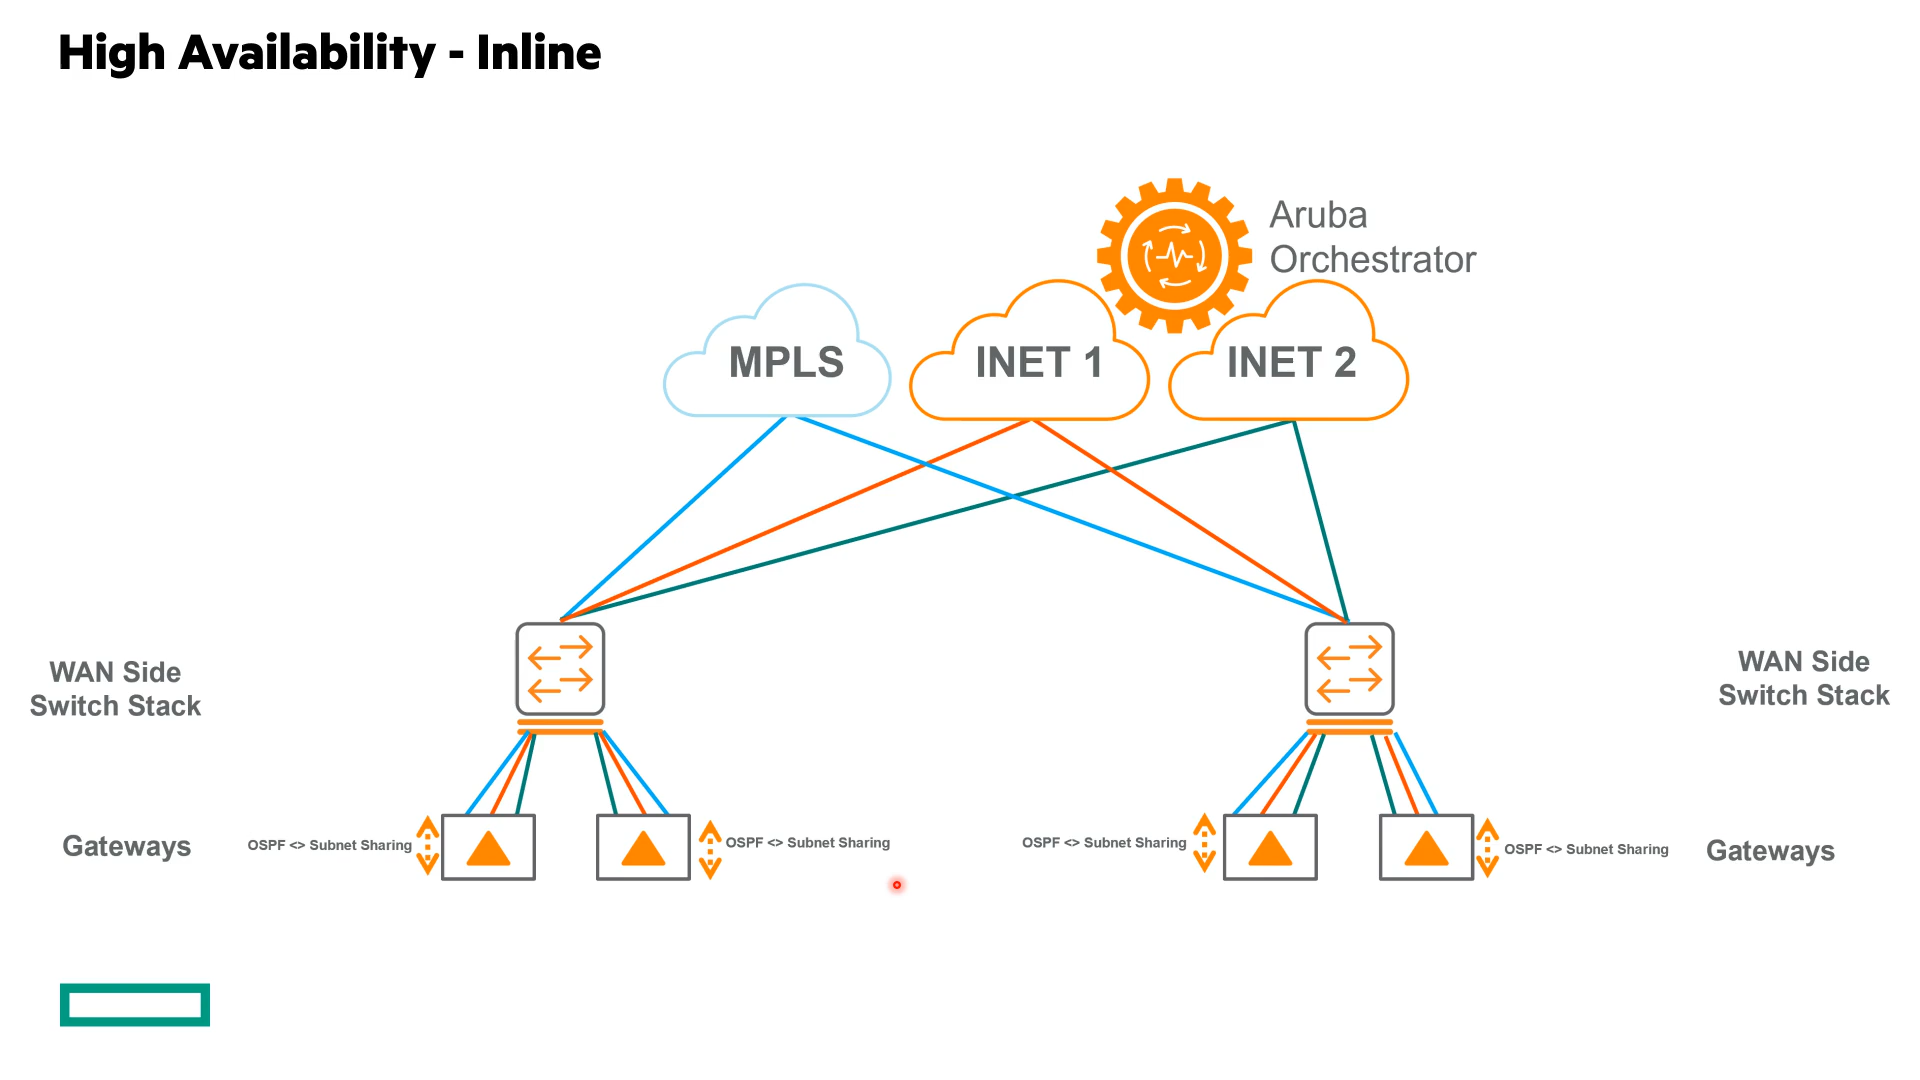 High Availability - Inline
Aruba
Orchestrator
MPLS
INET 1
INET 2
WAN Side
Switch Stack
WAN Side
Switch Stack
Gateways
OSPF <> Subnet Sharing
OSPF <> Subnet Sharing
OSPF <> Subnet Sharing
OSPF <> Subnet Sharing
Gateways